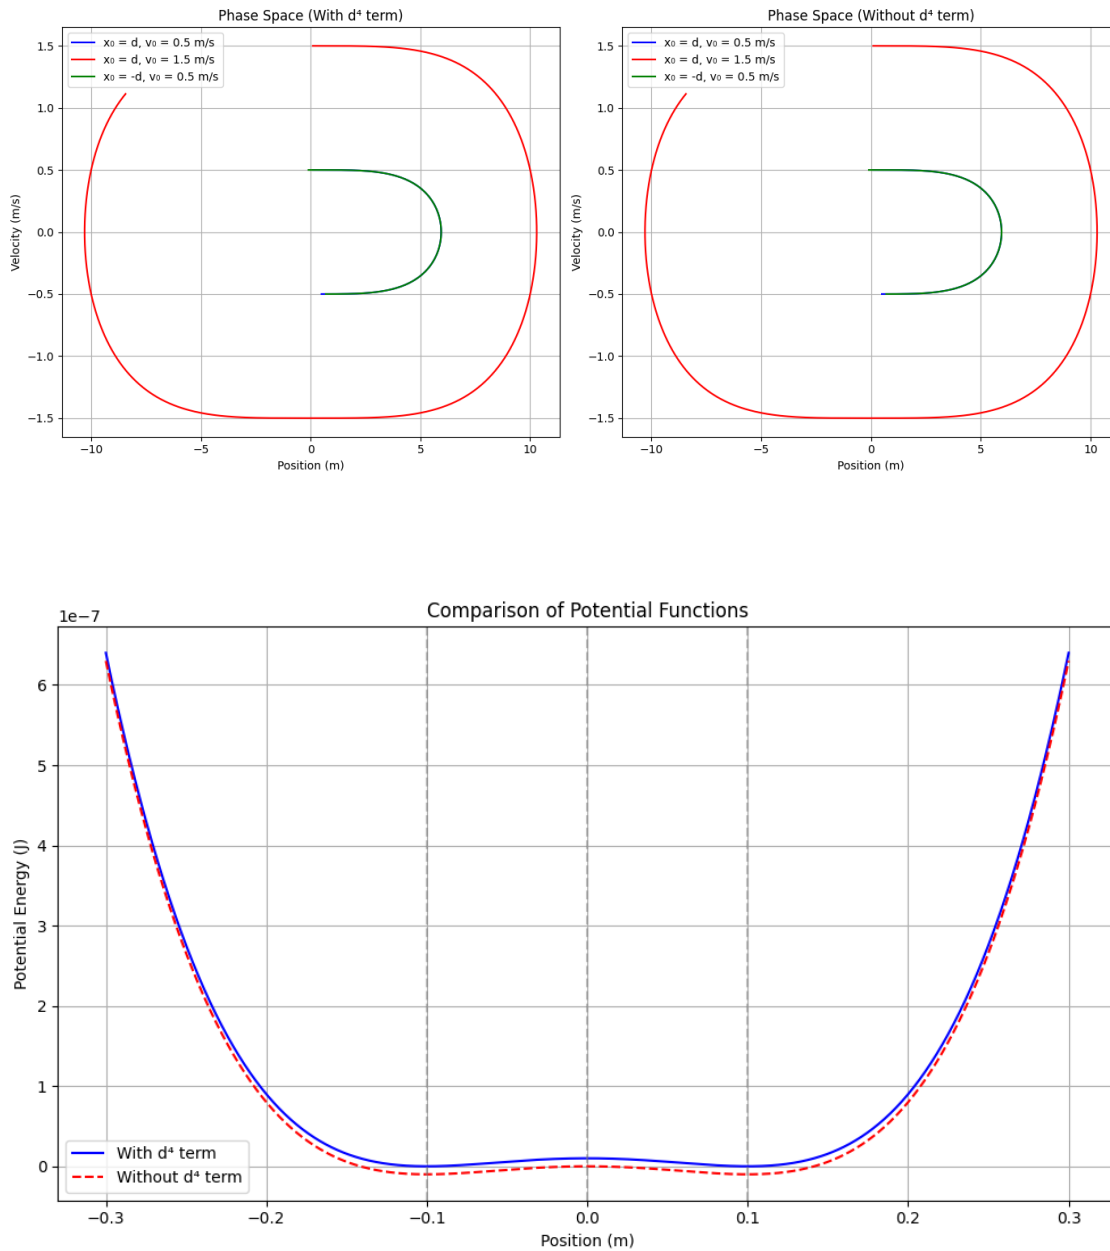 Phase Space (With d⁴ term)
x₀ = d, v₀ = 0.5 m/s
x₀ = d, v₀ = 1.5 m/s
x₀ = -d, v₀ = 0.5 m/s
1.5
1.0
0.5
0.0
−0.5
−1.0
−1.5
Velocity (m/s)
−10
−5
0
5
10
Position (m)
Phase Space (Without d⁴ term)
x₀ = d, v₀ = 0.5 m/s
x₀ = d, v₀ = 1.5 m/s
x₀ = -d, v₀ = 0.5 m/s
1.5
1.0
0.5
0.0
−0.5
−1.0
−1.5
Velocity (m/s)
−10
−5
0
5
10
Position (m)
Comparison of Potential Functions
1e−7
6
5
4
3
2
1
0
Potential Energy (J)
With d⁴ term
Without d⁴ term
−0.3
−0.2
−0.1
0.0
0.1
0.2
0.3
Position (m)